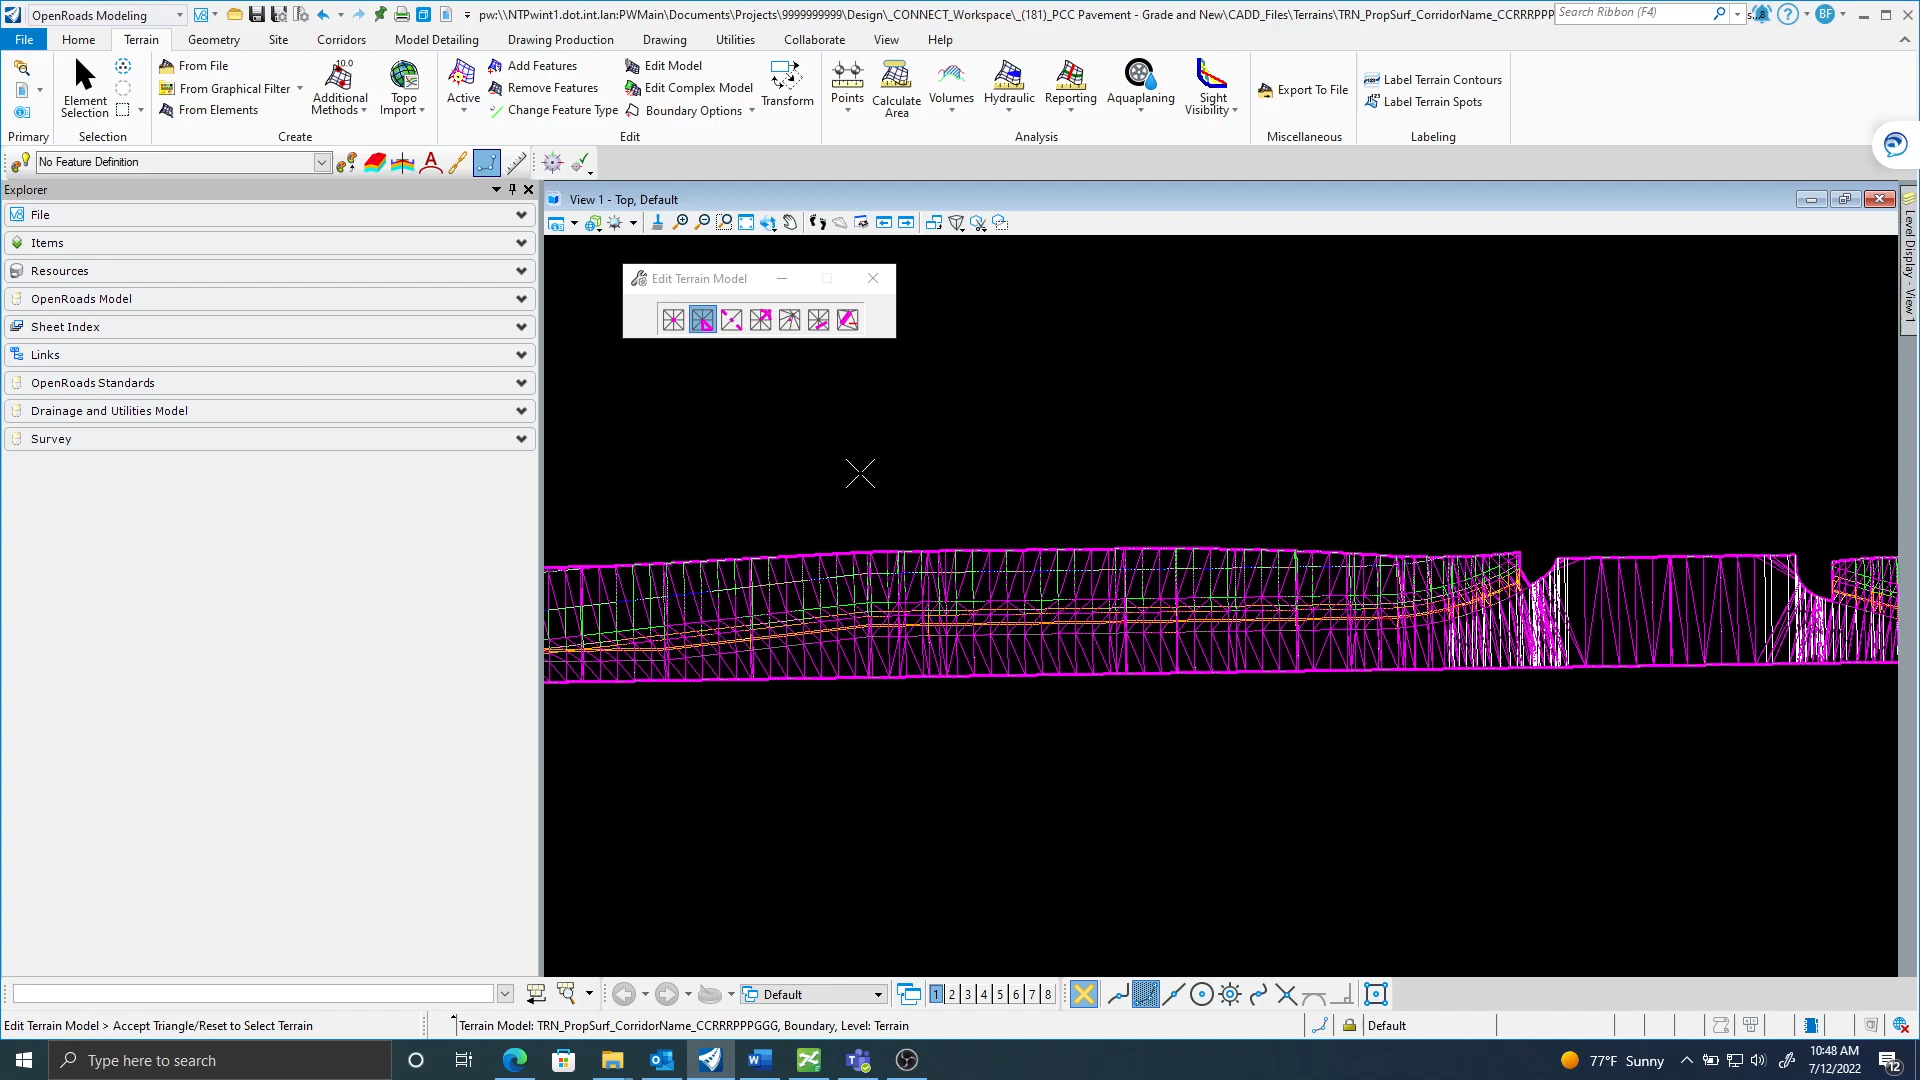 OpenRoads Modeling
pw:\\NTPwint1.dot.int.lan:PWMain\Documents\Projects\9999999999\Design\_CONNECT_Workspace\_(181)_PCC Pavement - Grade and New\CADD_Files\Terrains\TRN_PropSurf_CorridorName_CCRRRPPP
Search Ribbon (F4)
BF
File
Home
Terrain
Geometry
Site
Corridors
Model Detailing
Drawing Production
Drawing
Utilities
Collaborate
View
Help
Element
Selection
From File
From Graphical Filter
From Elements
10.0
Additional
Methods
Topo
Import
Active
Add Features
Remove Features
Change Feature Type
Edit Model
Edit Complex Model
Boundary Options
Transform
Points
Calculate
Area
Volumes
Hydraulic
Reporting
Aquaplaning
Sight
Visibility
Export To File
Label Terrain Contours
Label Terrain Spots
Primary
Selection
Create
Edit
Analysis
Miscellaneous
Labeling
No Feature Definition
Explorer
File
Items
Resources
OpenRoads Model
Sheet Index
Links
OpenRoads Standards
Drainage and Utilities Model
Survey
View 1 - Top, Default
Level Display - View 1
Edit Terrain Model
Default
1 2 3 4 5 6 7 8
Edit Terrain Model > Accept Triangle/Reset to Select Terrain
Terrain Model: TRN_PropSurf_CorridorName_CCRRRPPPGGG, Boundary, Level: Terrain
Default
Type here to search
77°F Sunny
10:48 AM
7/12/2022
12